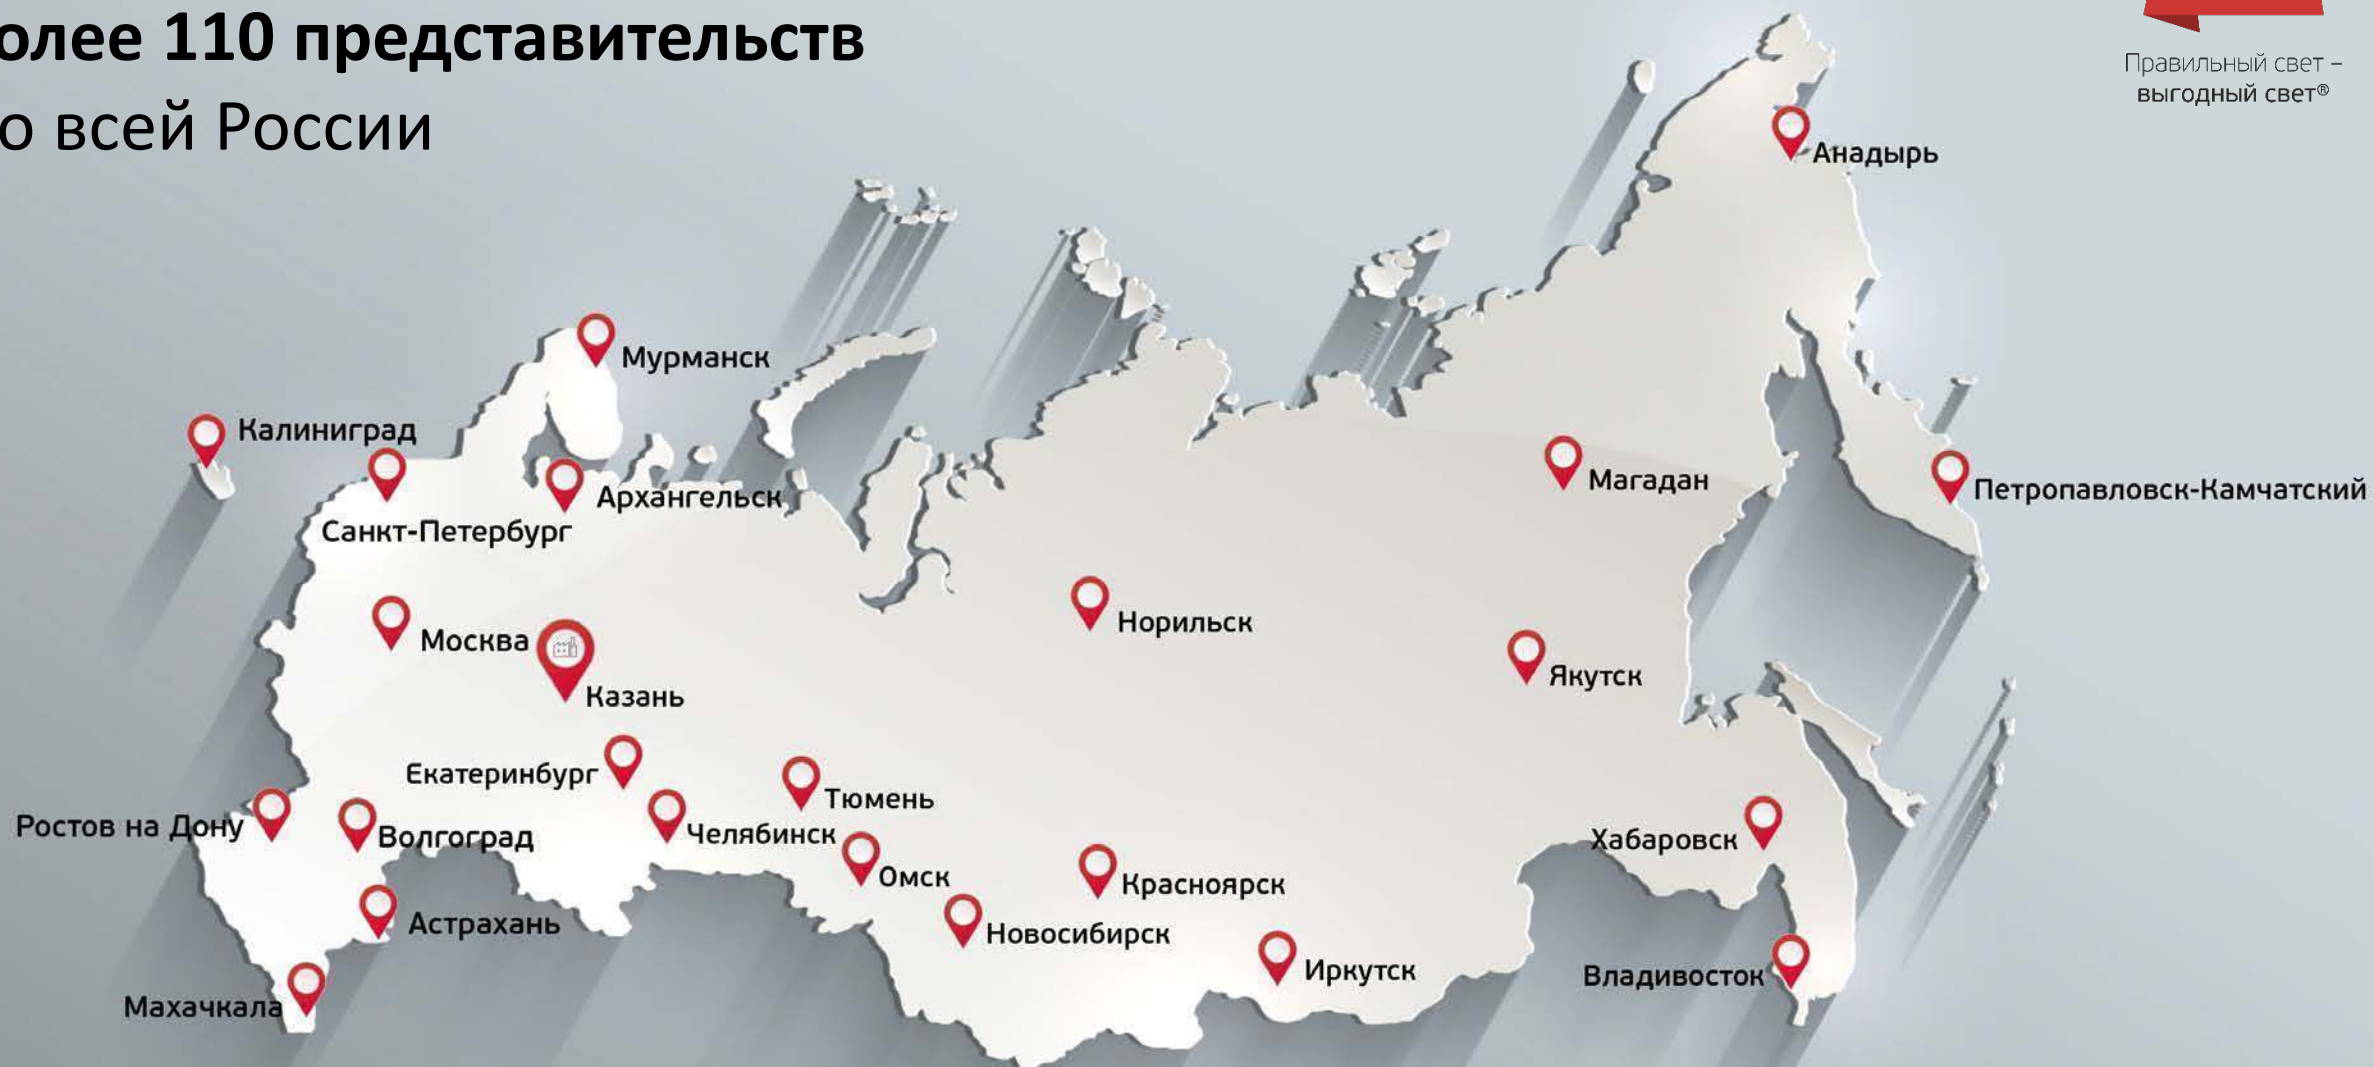 олее 110 представительств
о всей России
Правильный свет –
выгодный свет®
Анадырь
Мурманск
Калининград
Архангельск
Санкт-Петербург
Магадан
Петропавловск-Камчатский
Москва
Казань
Норильск
Якутск
Екатеринбург
Тюмень
Ростов на Дону
Волгоград
Челябинск
Хабаровск
Омск
Красноярск
Астрахань
Новосибирск
Иркутск
Владивосток
Махачкала